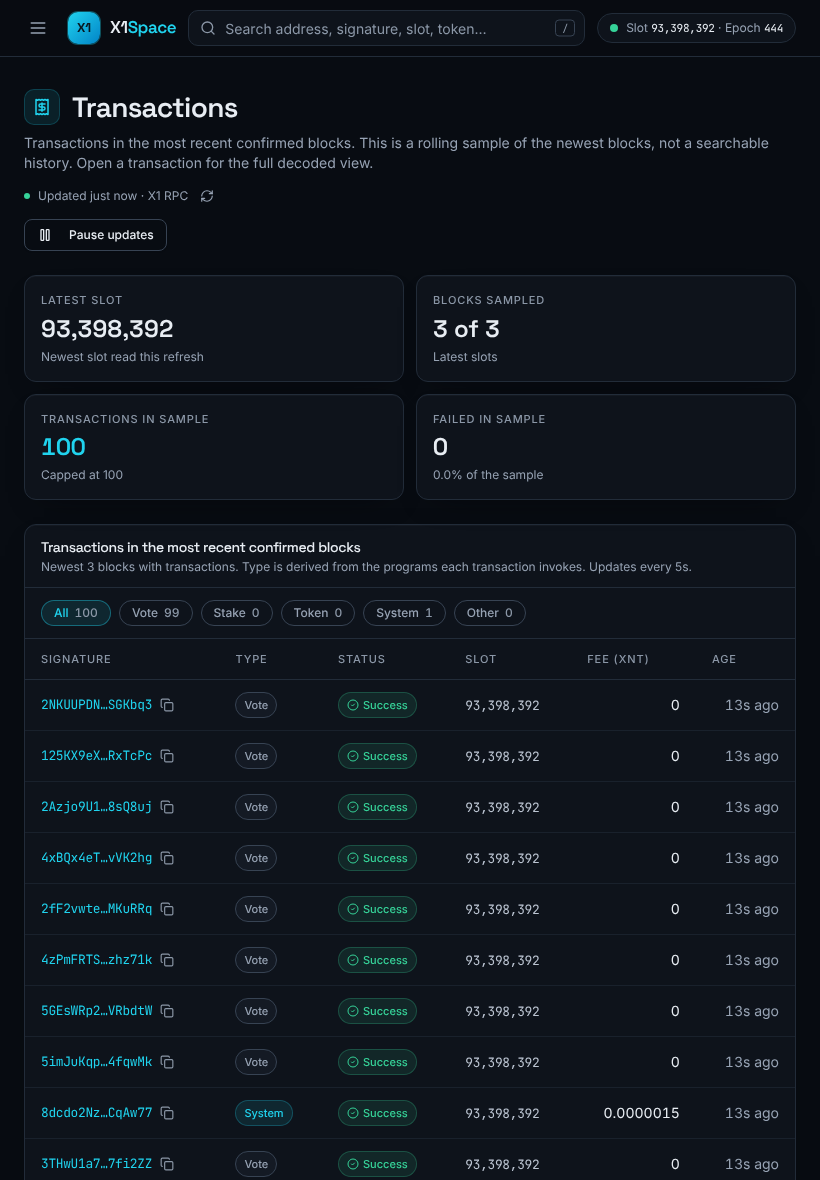 X1 X1Space Search address, signature, slot, token... / Slot 93,398,392 · Epoch 444
Transactions
Transactions in the most recent confirmed blocks. This is a rolling sample of the newest blocks, not a searchable
history. Open a transaction for the full decoded view.
Updated just now · X1 RPC
Pause updates
LATEST SLOT
93,398,392
Newest slot read this refresh
BLOCKS SAMPLED
3 of 3
Latest slots
TRANSACTIONS IN SAMPLE
100
Capped at 100
FAILED IN SAMPLE
0
0.0% of the sample
Transactions in the most recent confirmed blocks
Newest 3 blocks with transactions. Type is derived from the programs each transaction invokes. Updates every 5s.
All 100 Vote 99 Stake 0 Token 0 System 1 Other 0
SIGNATURE TYPE STATUS SLOT FEE (XNT) AGE
2NKUUPDN…SGKbq3 Vote Success 93,398,392 0 13s ago
125KX9eX…RxTcPc Vote Success 93,398,392 0 13s ago
2Azjo9U1…8sQ8uj Vote Success 93,398,392 0 13s ago
4xBQx4eT…vVK2hg Vote Success 93,398,392 0 13s ago
2fF2vwte…MKuRRq Vote Success 93,398,392 0 13s ago
4zPmFRTS…zhz71k Vote Success 93,398,392 0 13s ago
5GEsWRp2…VRbdtW Vote Success 93,398,392 0 13s ago
5imJuKqp…4fqwMk Vote Success 93,398,392 0 13s ago
8dcdo2Nz…CqAw77 System Success 93,398,392 0.0000015 13s ago
3THwU1a7…7fi2ZZ Vote Success 93,398,392 0 13s ago